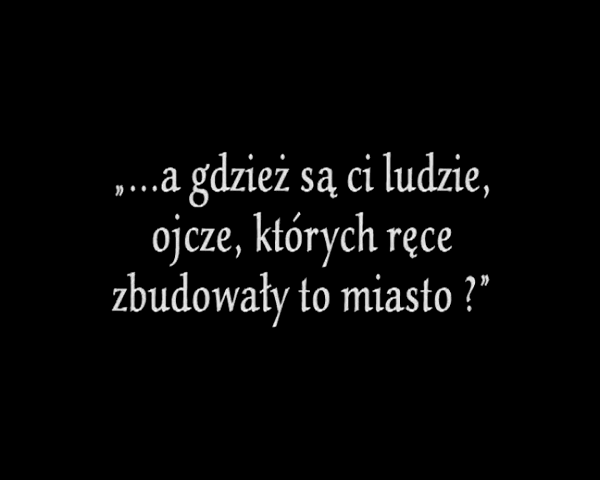 „...a gdzież są ci ludzie,
ojcze, których ręce
zbudowały to miasto ?”